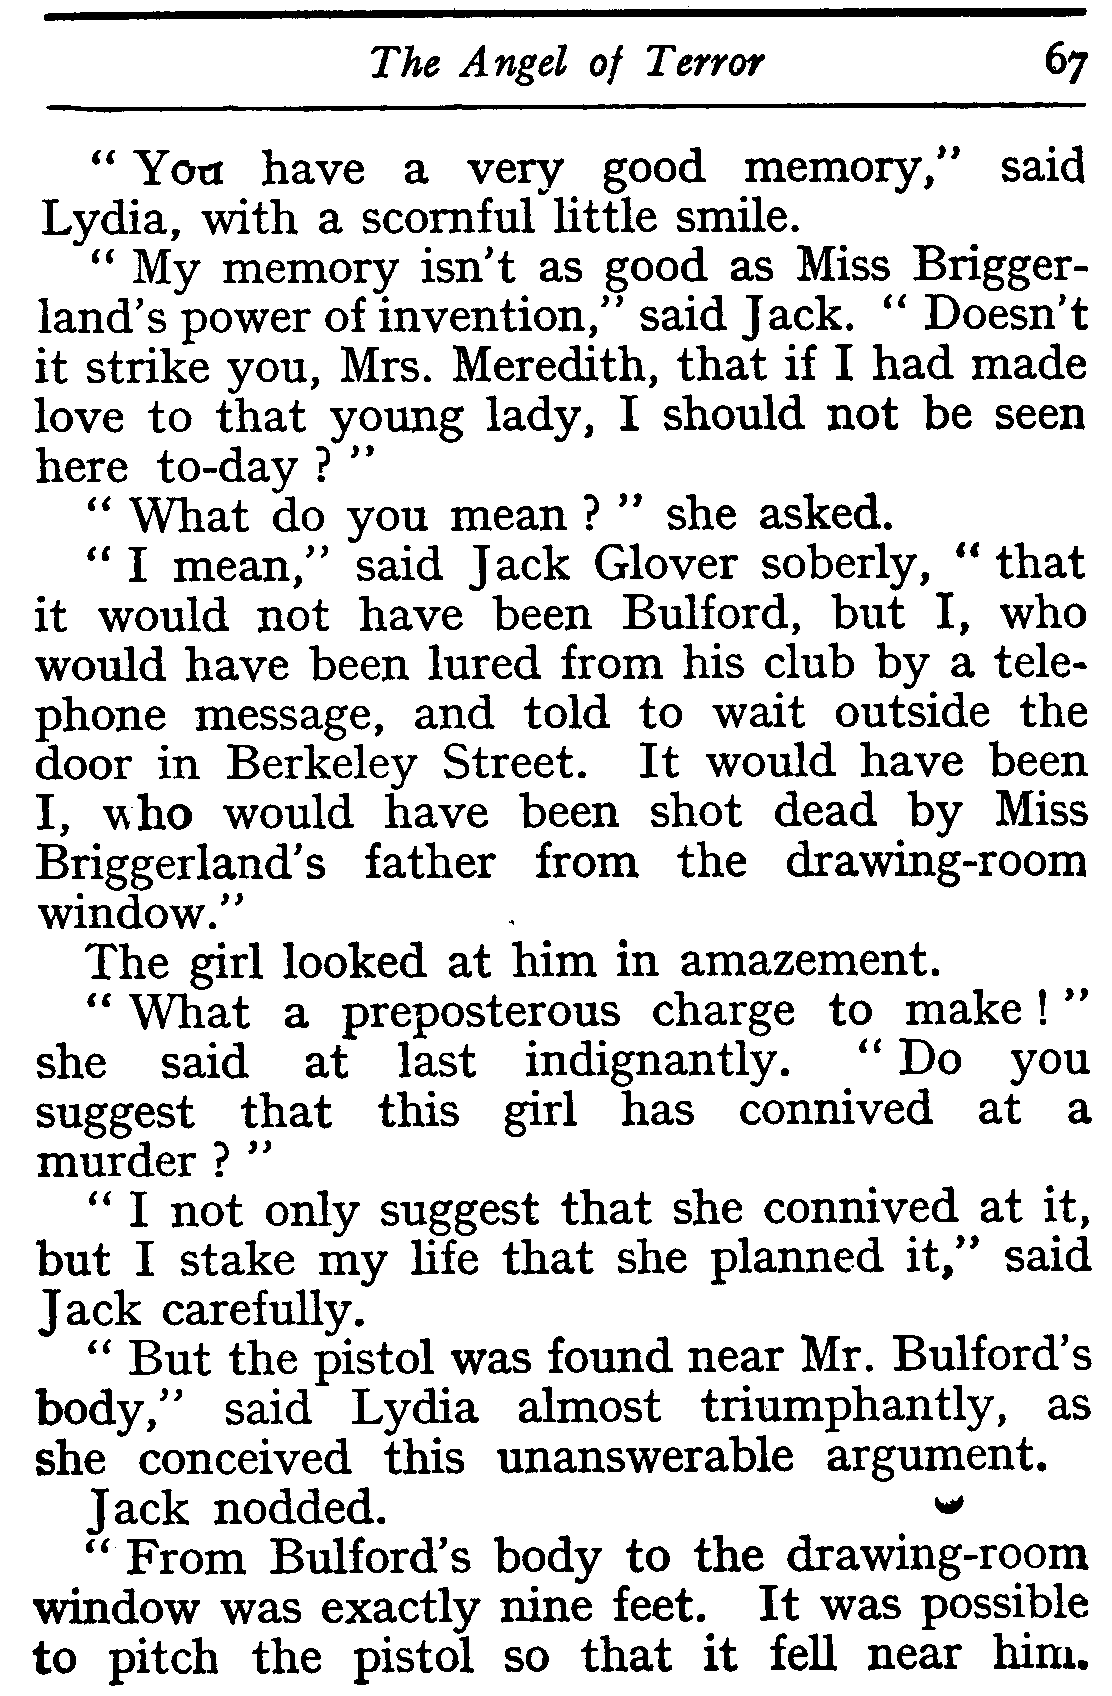 The Angel of Terror 67
“ You have a very good memory,” said
Lydia, with a scornful little smile.
“ My memory isn't as good as Miss Brigger-
land's power of invention,” said Jack. “ Doesn't
it strike you, Mrs. Meredith, that if I had made
love to that young lady, I should not be seen
here to-day ? ”
“ What do you mean ? ” she asked.
“ I mean,” said Jack Glover soberly, “ that
it would not have been Bulford, but I, who
would have been lured from his club by a tele-
phone message, and told to wait outside the
door in Berkeley Street. It would have been
I, who would have been shot dead by Miss
Briggerland's father from the drawing-room
window.”
The girl looked at him in amazement.
“ What a preposterous charge to make ! ”
she said at last indignantly. “ Do you
suggest that this girl has connived at a
murder ? ”
“ I not only suggest that she connived at it,
but I stake my life that she planned it,” said
Jack carefully.
“ But the pistol was found near Mr. Bulford's
body,” said Lydia almost triumphantly, as
she conceived this unanswerable argument.
Jack nodded.
“ From Bulford's body to the drawing-room
window was exactly nine feet. It was possible
to pitch the pistol so that it fell near him.